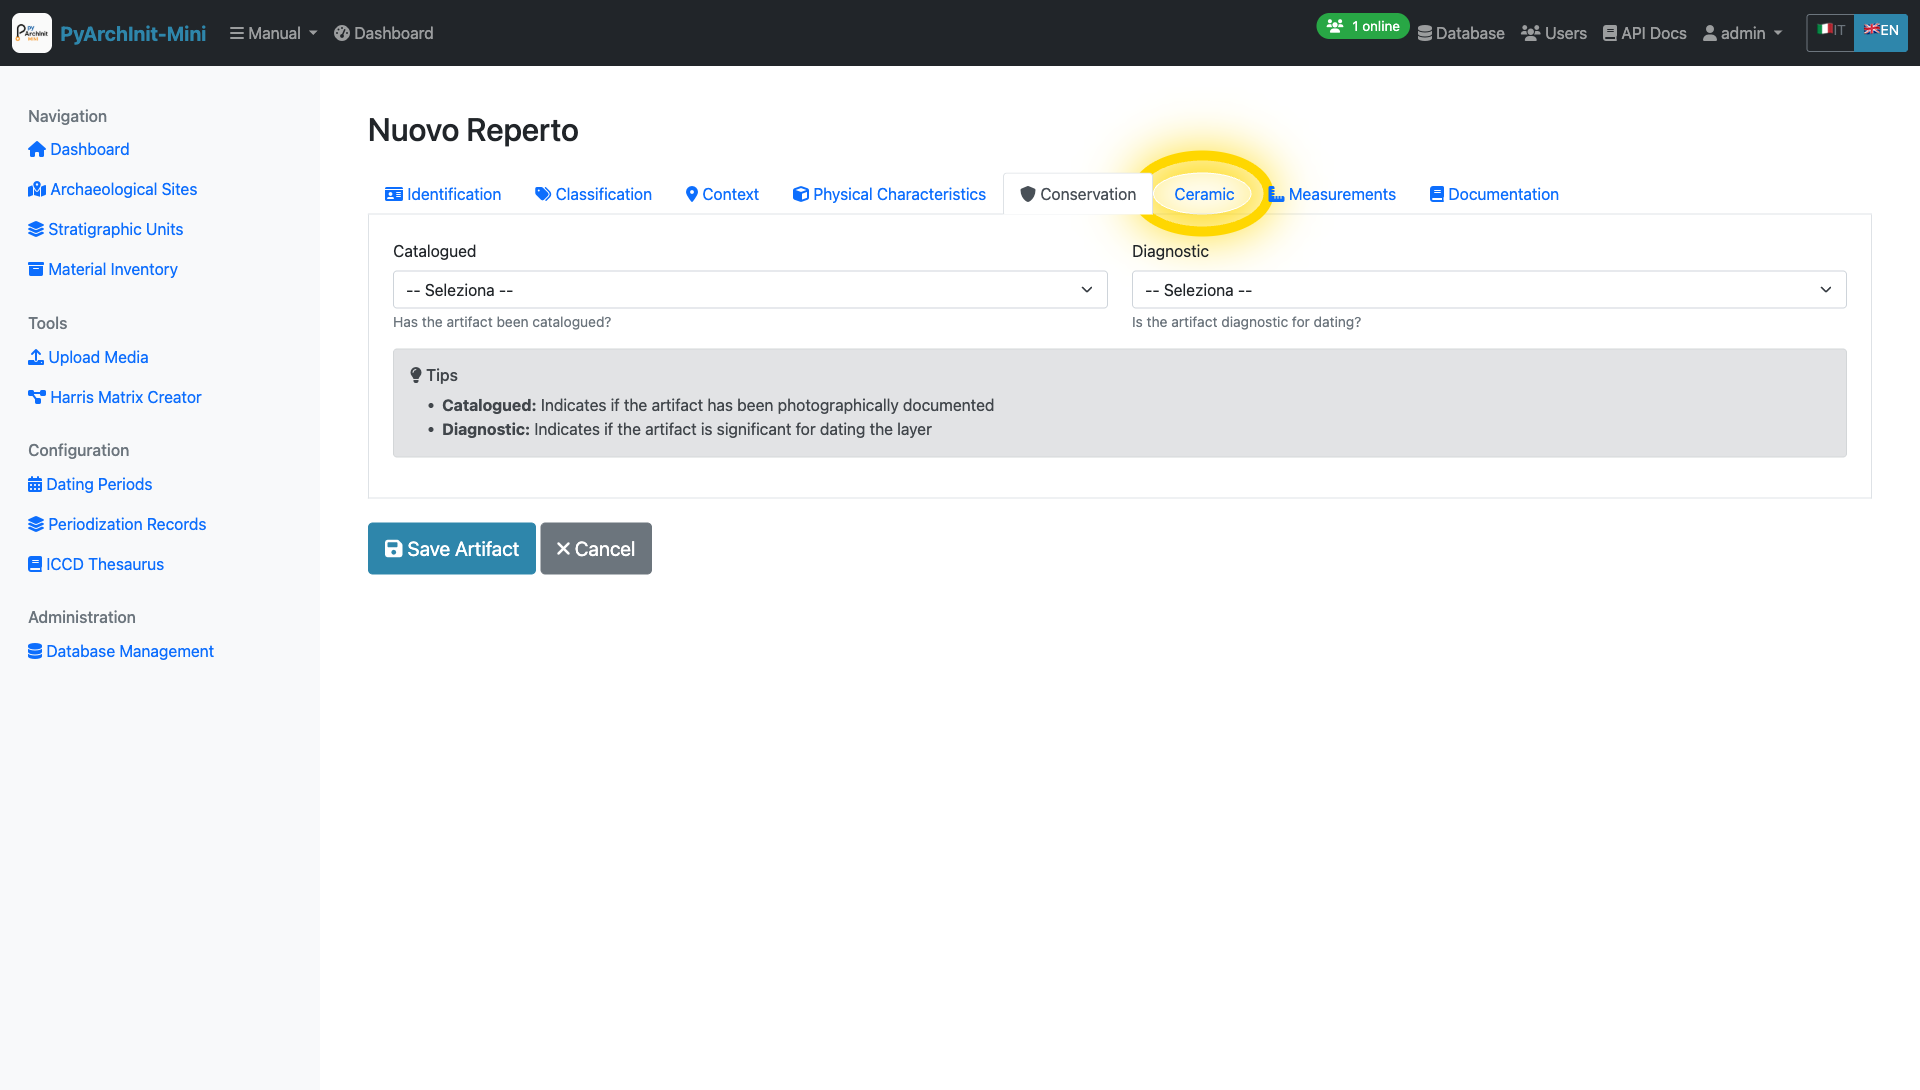 PyArchInit-Mini
Manual
Dashboard
1 online
Database
Users
API Docs
admin
IT
EN
Navigation
Dashboard
Archaeological Sites
Stratigraphic Units
Material Inventory
Tools
Upload Media
Harris Matrix Creator
Configuration
Dating Periods
Periodization Records
ICCD Thesaurus
Administration
Database Management
Nuovo Reperto
Identification
Classification
Context
Physical Characteristics
Conservation
Ceramic
Measurements
Documentation
Catalogued
-- Seleziona --
Has the artifact been catalogued?
Diagnostic
-- Seleziona --
Is the artifact diagnostic for dating?
Tips
• Catalogued: Indicates if the artifact has been photographically documented
• Diagnostic: Indicates if the artifact is significant for dating the layer
Save Artifact
Cancel